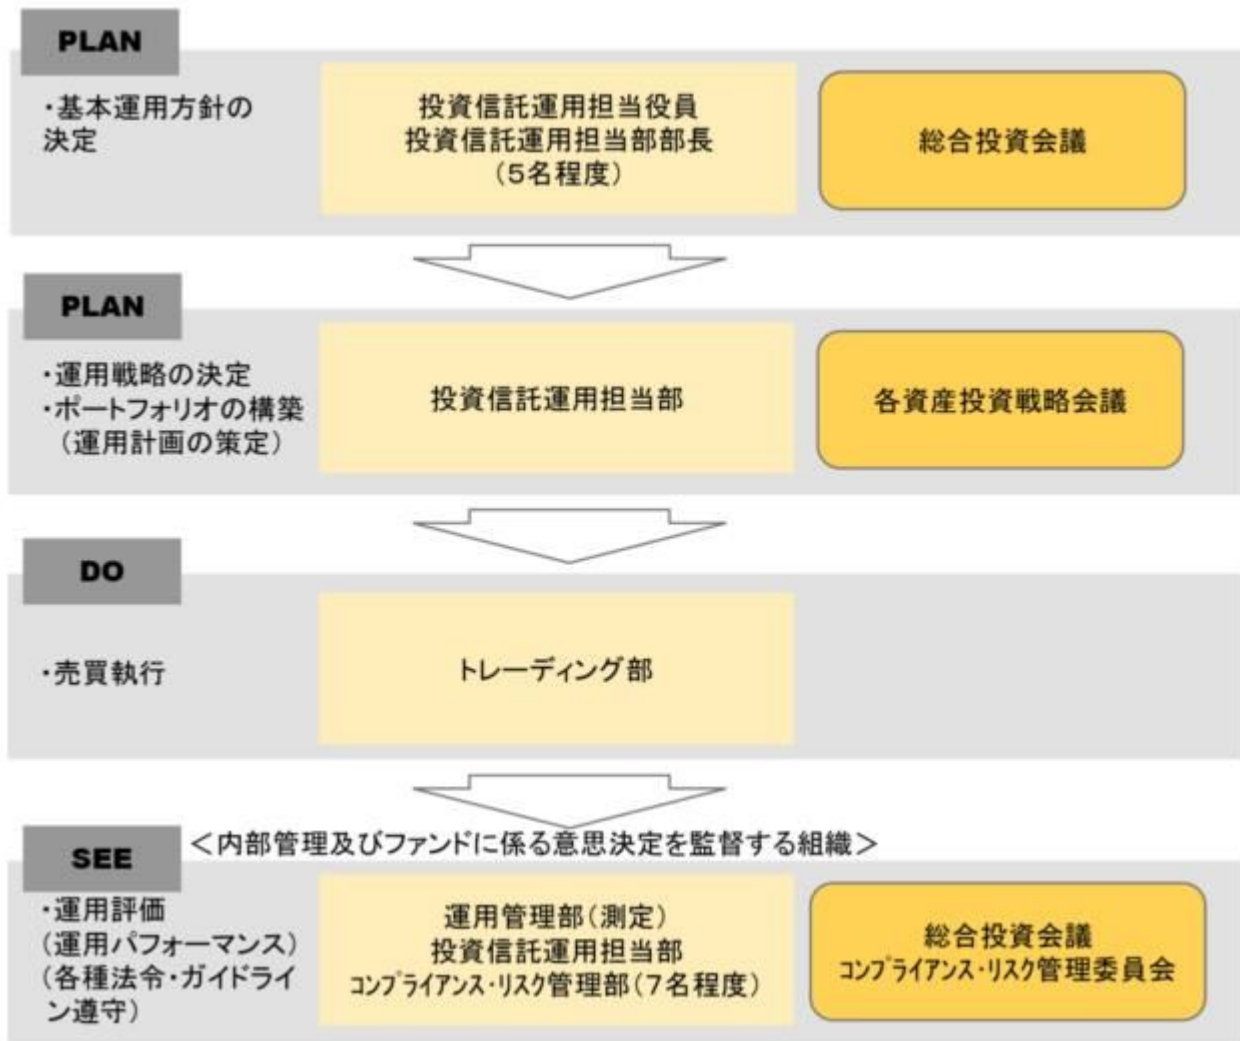 PLAN
・基本運用方針の
決定
投資信託運用担当役員
投資信託運用担当部部長
(5名程度)
総合投資会議
PLAN
・運用戦略の決定
・ポートフォリオの構築
(運用計画の策定)
投資信託運用担当部
各資産投資戦略会議
DO
・売買執行
トレーディング部
SEE
＜内部管理及びファンドに係る意思決定を監督する組織＞
・運用評価
(運用パフォーマンス)
(各種法令・ガイドライ
ン遵守)
運用管理部(測定)
投資信託運用担当部
コンプライアンス・リスク管理部(7名程度)
総合投資会議
コンプライアンス・リスク管理委員会